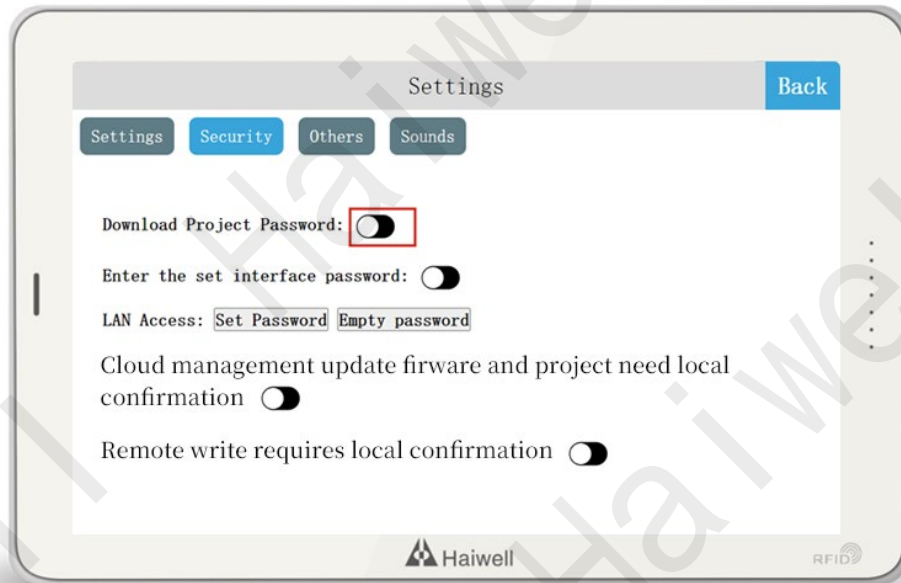 Settings
Back
Settings Security Others Sounds
Download Project Password:
Enter the set interface password:
LAN Access: Set Password Empty password
Cloud management update firware and project need local
confirmation
Remote write requires local confirmation
Haiwell
RFID